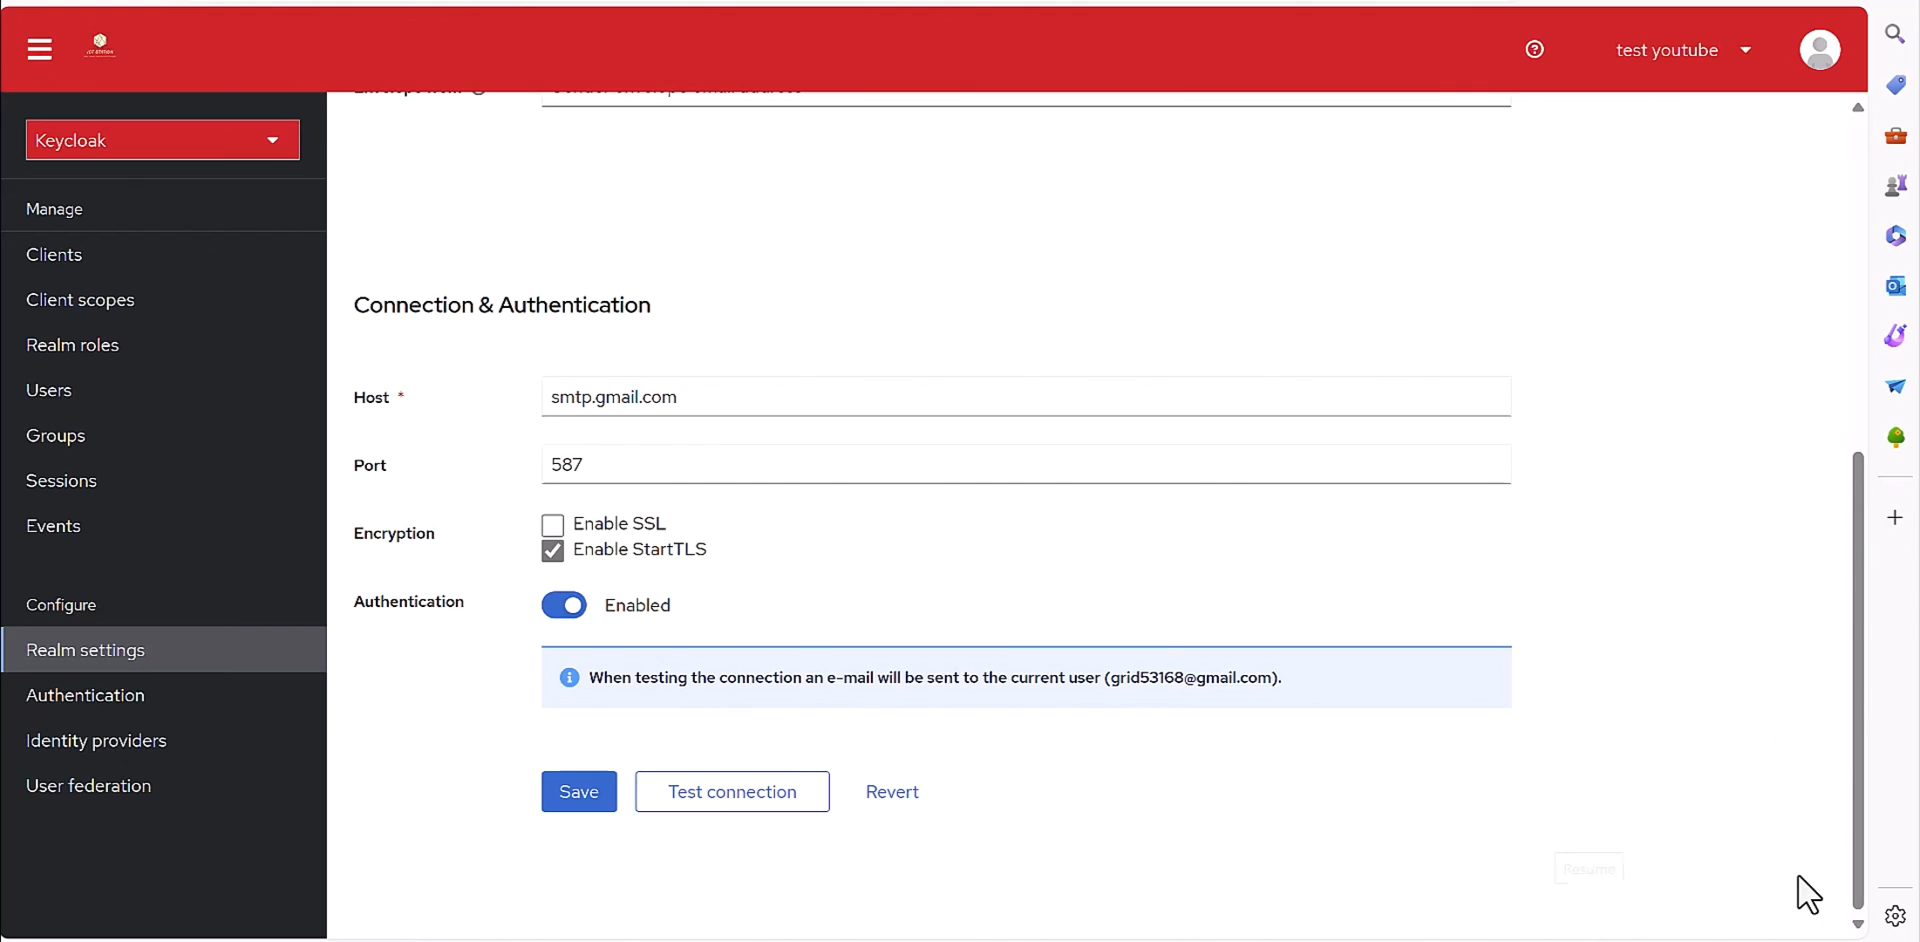 test youtube
Keycloak
Manage
Clients
Client scopes
Realm roles
Users
Groups
Sessions
Events
Configure
Realm settings
Authentication
Identity providers
User federation
Connection & Authentication
Host *
smtp.gmail.com
Port
587
Encryption
Enable SSL
Enable StartTLS
Authentication
Enabled
When testing the connection an e-mail will be sent to the current user (grid53168@gmail.com).
Save
Test connection
Revert
Resume